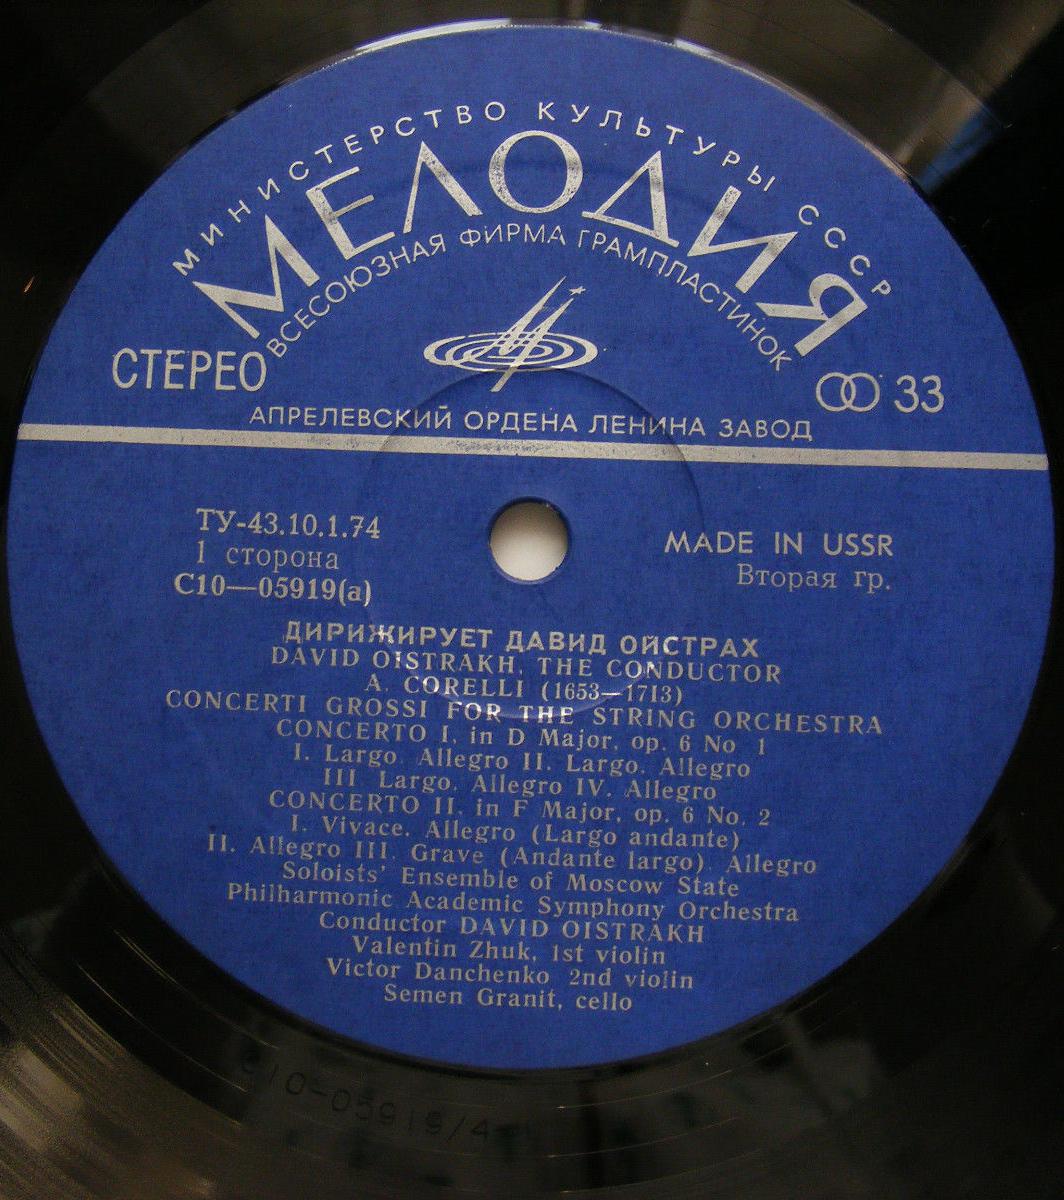 МИНИСТЕРСТВО КУЛЬТУРЫ СССР
МЕЛОДИЯ
ВСЕСОЮЗНАЯ ФИРМА ГРАМПЛАСТИНОК
СТЕРЕО
33
АПРЕЛЕВСКИЙ ОРДЕНА ЛЕНИНА ЗАВОД
ТУ-43.10.1.74
1 сторона
С10—05919(а)
MADE IN USSR
Вторая гр.
ДИРИЖИРУЕТ ДАВИД ОЙСТРАХ
DAVID OISTRAKH, THE CONDUCTOR
A. CORELLI (1653—1713)
CONCERTI GROSSI FOR THE STRING ORCHESTRA
CONCERTO I, in D Major, op. 6 No 1
I. Largo. Allegro II. Largo. Allegro
III Largo. Allegro IV. Allegro
CONCERTO II, in F Major, op. 6 No. 2
I. Vivace. Allegro (Largo andante)
II. Allegro III. Grave (Andante largo) Allegro
Soloists' Ensemble of Moscow State
Philharmonic Academic Symphony Orchestra
Conductor DAVID OISTRAKH
Valentin Zhuk, 1st violin
Victor Danchenko 2nd violin
Semen Granit, cello
С10-05919/4-1